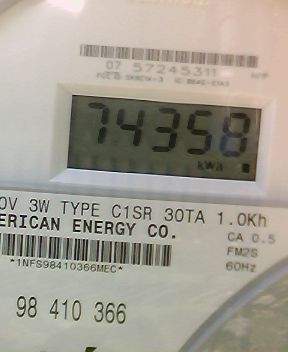 07 57245311
74358
kWh
0V 3W TYPE C1SR 30TA 1.0Kh
ERICAN ENERGY CO.
CA 0.5
FM2S
*1NFS98410366MEC*
60Hz
98 410 366